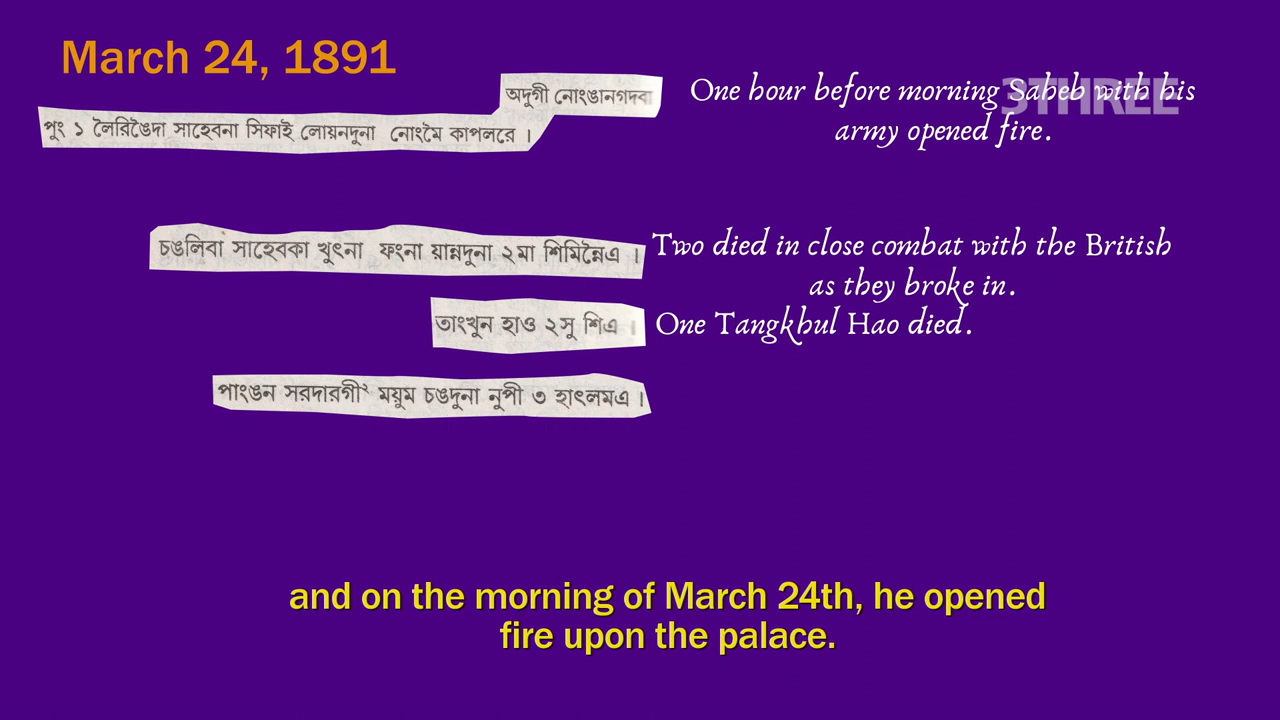 March 24, 1891
অদুগী নোংঙানগদবা
পুং ১ লৈরিঙৈদা সাহেবনা সিফাই লোয়নদুনা নোংমৈ কাপলরে ।
One hour before morning Saheb with his
army opened fire.
3THREE
চঙলিবা সাহেবকা খুৎনা ফংনা য়ান্নদুনা ২মা শিমিন্নৈএ ।
Two died in close combat with the British
as they broke in.
তাংখুন হাও ২সু শিএ ।
One Tangkhul Hao died.
পাংঙন সরদারগী² ময়ুম চঙদুনা নুপী ৩ হাৎলমএ ।
and on the morning of March 24th, he opened
fire upon the palace.